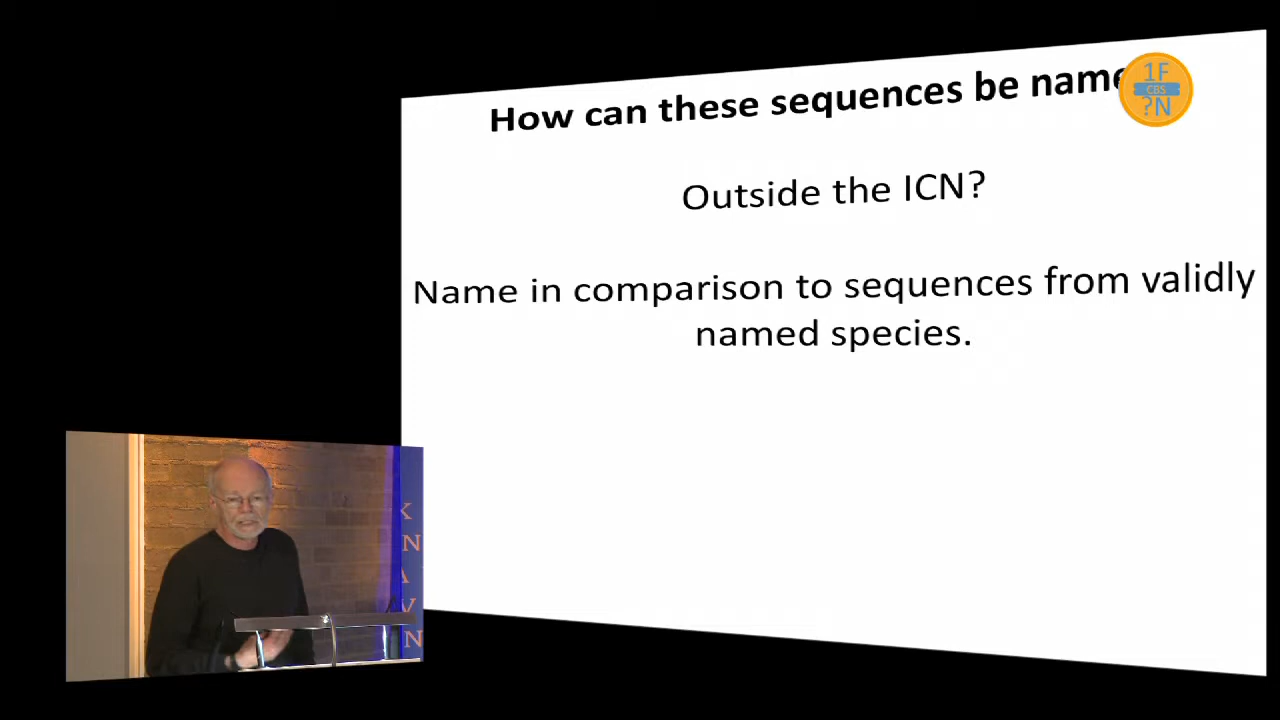 How can these sequences be name
1F
CBS
?N
Outside the ICN?
Name in comparison to sequences from validly
named species.
K
N
A
V
N